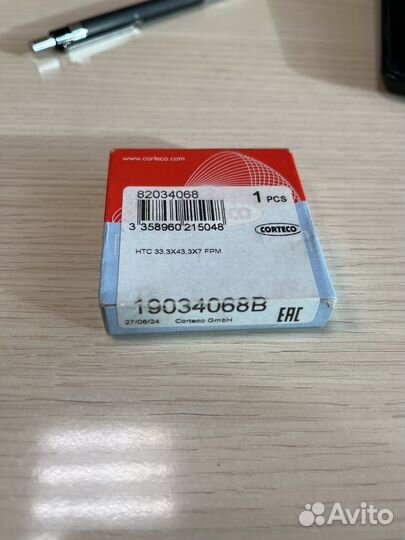 www.corteco.com
82034068
1 PCS
3 358960 215048
CORTECO
HTC 33,3X43,3X7 FPM
19034068B
27/06/24 Corteco GmbH
EAC
Avito